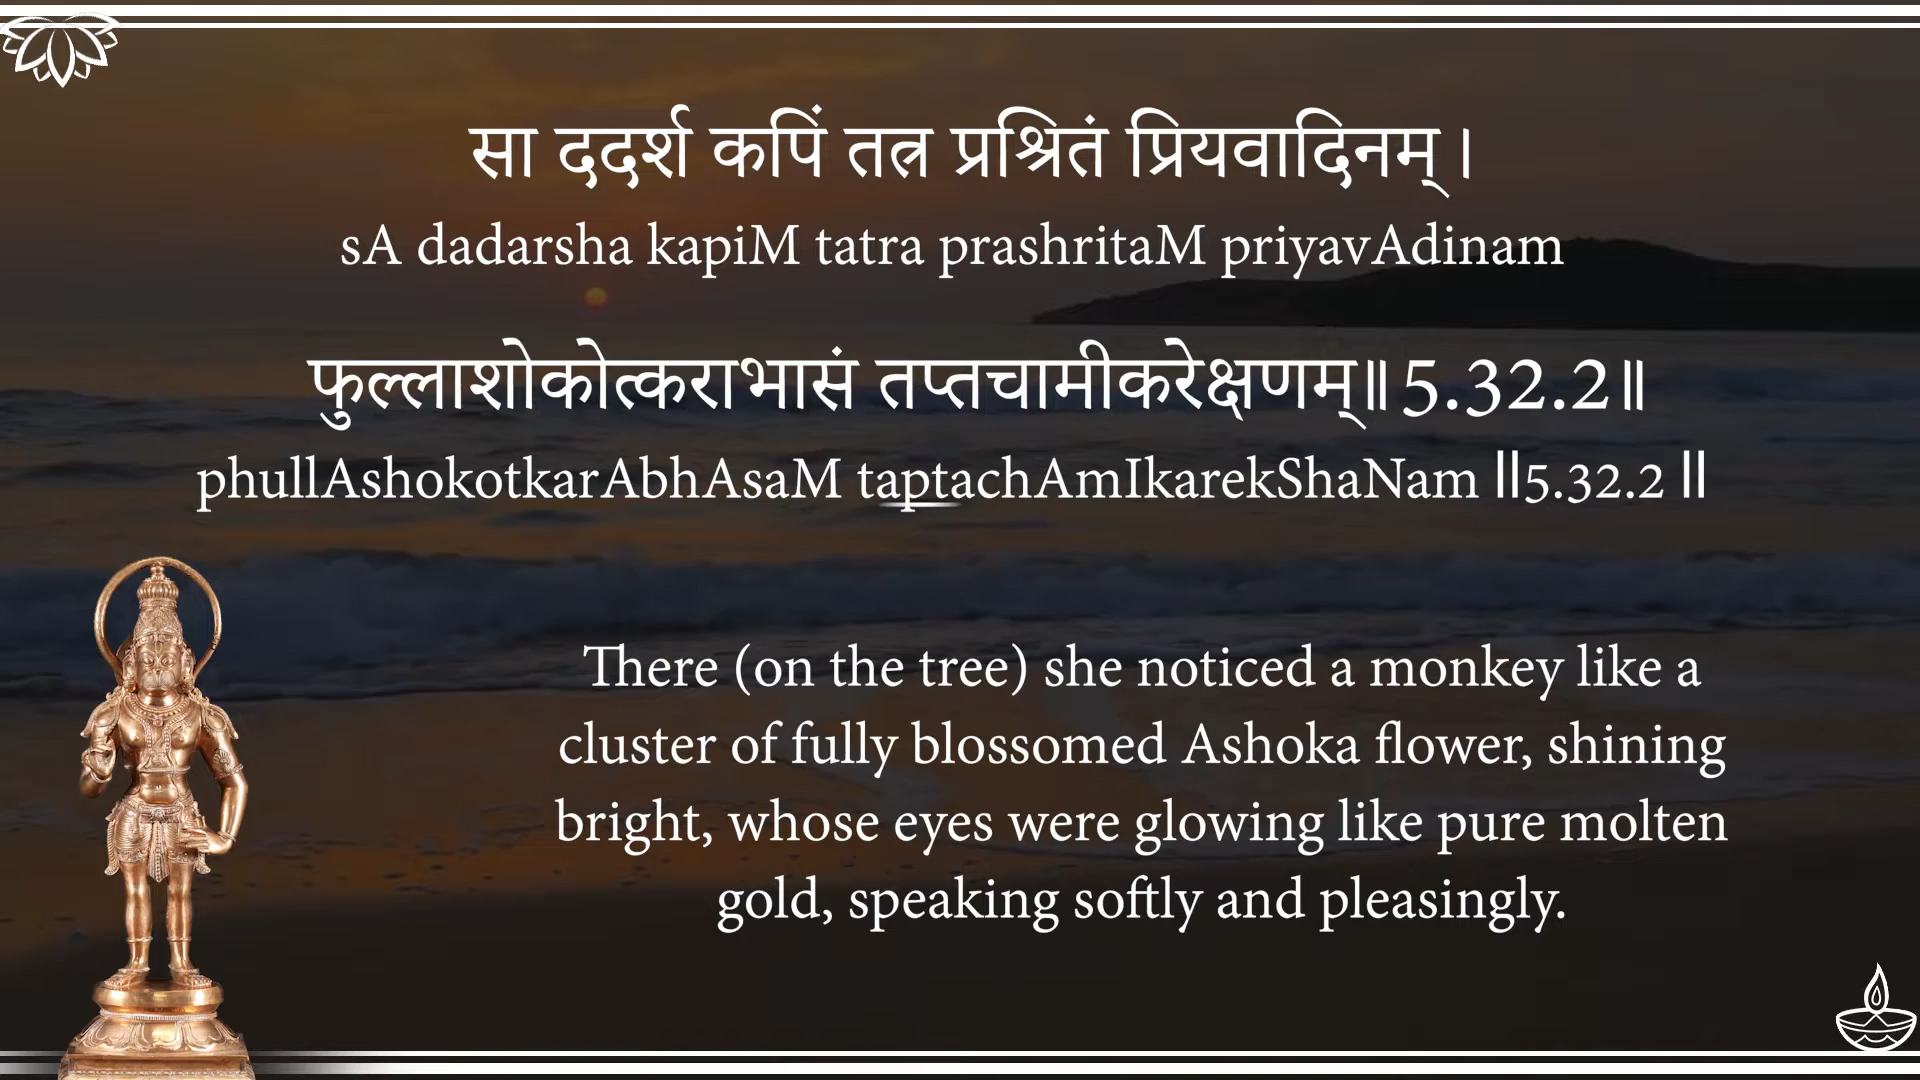 सा ददर्श कपिं तत्र प्रश्रितं प्रियवादिनम् ।
sA dadarsha kapiM tatra prashritaM priyavAdinam
फुल्लाशोकोत्कराभासं तप्तचामीकरेक्षणम्॥ 5.32.2॥
phullAshokotkarAbhAsaM taptachAmIkarekShaNam ॥5.32.2 ॥
There (on the tree) she noticed a monkey like a
cluster of fully blossomed Ashoka flower, shining
bright, whose eyes were glowing like pure molten
gold, speaking softly and pleasingly.